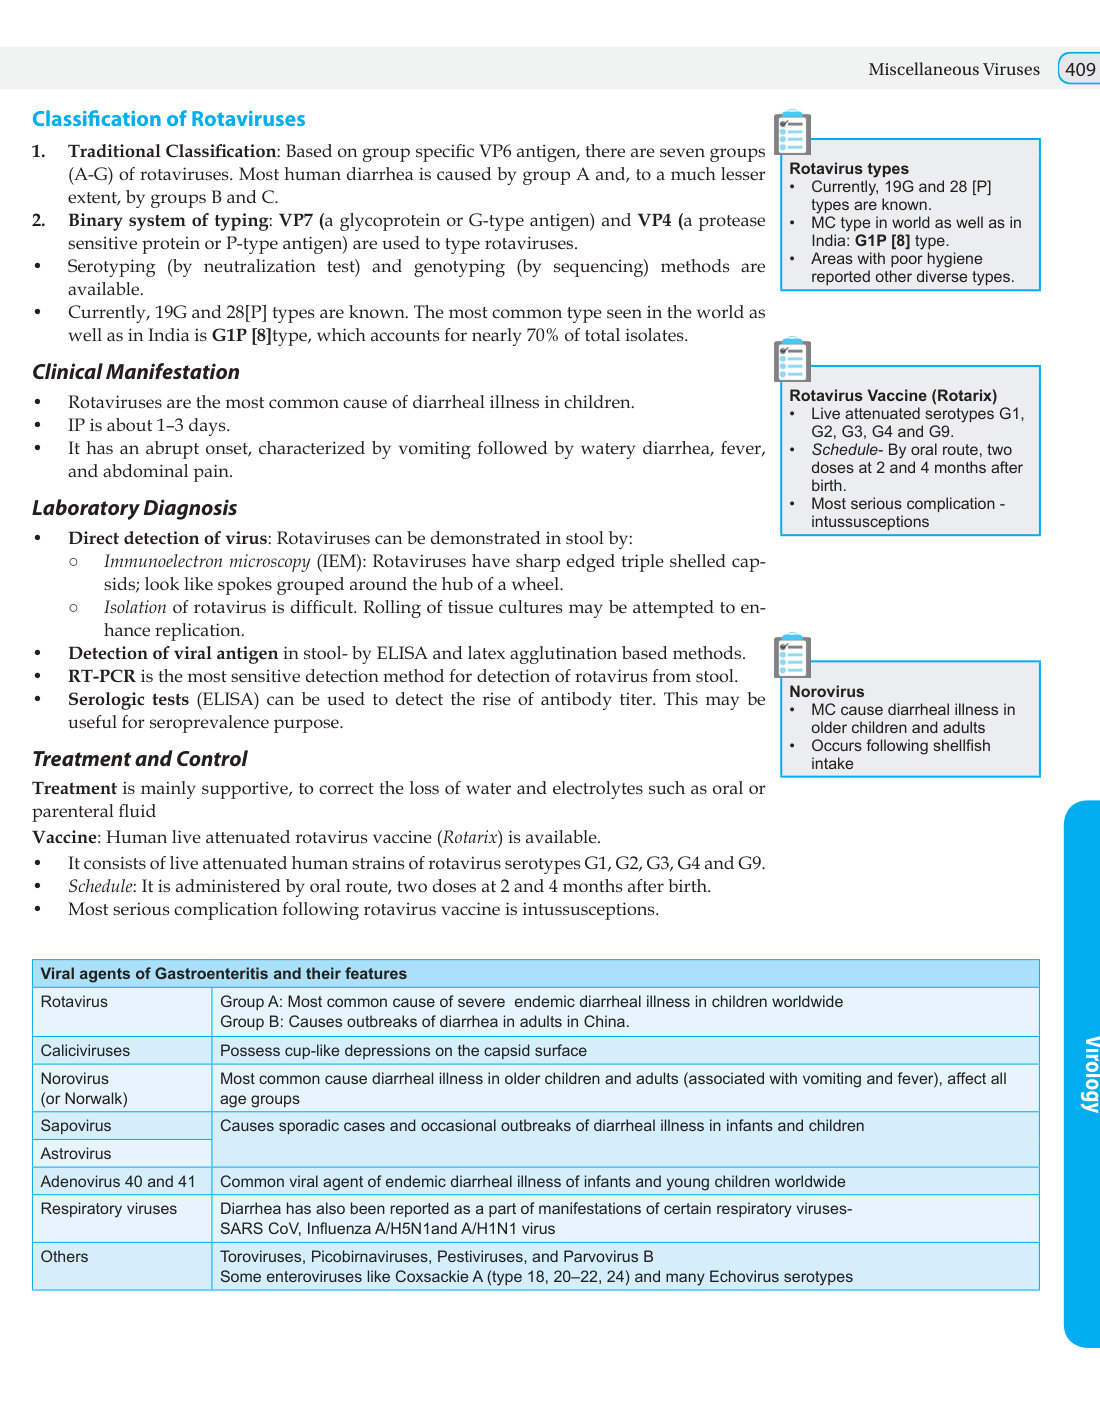 Miscellaneous Viruses 409
Classification of Rotaviruses
1. Traditional Classification: Based on group specific VP6 antigen, there are seven groups
(A-G) of rotaviruses. Most human diarrhea is caused by group A and, to a much lesser
extent, by groups B and C.
2. Binary system of typing: VP7 (a glycoprotein or G-type antigen) and VP4 (a protease
sensitive protein or P-type antigen) are used to type rotaviruses.
• Serotyping (by neutralization test) and genotyping (by sequencing) methods are
available.
• Currently, 19G and 28[P] types are known. The most common type seen in the world as
well as in India is G1P [8]type, which accounts for nearly 70% of total isolates.
Clinical Manifestation
• Rotaviruses are the most common cause of diarrheal illness in children.
• IP is about 1–3 days.
• It has an abrupt onset, characterized by vomiting followed by watery diarrhea, fever,
and abdominal pain.
Laboratory Diagnosis
• Direct detection of virus: Rotaviruses can be demonstrated in stool by:
○ Immunoelectron microscopy (IEM): Rotaviruses have sharp edged triple shelled cap-
sids; look like spokes grouped around the hub of a wheel.
○ Isolation of rotavirus is difficult. Rolling of tissue cultures may be attempted to en-
hance replication.
• Detection of viral antigen in stool- by ELISA and latex agglutination based methods.
• RT-PCR is the most sensitive detection method for detection of rotavirus from stool.
• Serologic tests (ELISA) can be used to detect the rise of antibody titer. This may be
useful for seroprevalence purpose.
Treatment and Control
Treatment is mainly supportive, to correct the loss of water and electrolytes such as oral or
parenteral fluid
Vaccine: Human live attenuated rotavirus vaccine (Rotarix) is available.
• It consists of live attenuated human strains of rotavirus serotypes G1, G2, G3, G4 and G9.
• Schedule: It is administered by oral route, two doses at 2 and 4 months after birth.
• Most serious complication following rotavirus vaccine is intussusceptions.
Rotavirus types
• Currently, 19G and 28 [P]
types are known.
• MC type in world as well as in
India: G1P [8] type.
• Areas with poor hygiene
reported other diverse types.
Rotavirus Vaccine (Rotarix)
• Live attenuated serotypes G1,
G2, G3, G4 and G9.
• Schedule- By oral route, two
doses at 2 and 4 months after
birth.
• Most serious complication -
intussusceptions
Norovirus
• MC cause diarrheal illness in
older children and adults
• Occurs following shellfish
intake
Viral agents of Gastroenteritis and their features
Rotavirus Group A: Most common cause of severe endemic diarrheal illness in children worldwide
Group B: Causes outbreaks of diarrhea in adults in China.
Caliciviruses Possess cup-like depressions on the capsid surface
Norovirus Most common cause diarrheal illness in older children and adults (associated with vomiting and fever), affect all
(or Norwalk) age groups
Sapovirus Causes sporadic cases and occasional outbreaks of diarrheal illness in infants and children
Astrovirus
Adenovirus 40 and 41 Common viral agent of endemic diarrheal illness of infants and young children worldwide
Respiratory viruses Diarrhea has also been reported as a part of manifestations of certain respiratory viruses-
SARS CoV, Influenza A/H5N1and A/H1N1 virus
Others Toroviruses, Picobirnaviruses, Pestiviruses, and Parvovirus B
Some enteroviruses like Coxsackie A (type 18, 20–22, 24) and many Echovirus serotypes
Virology